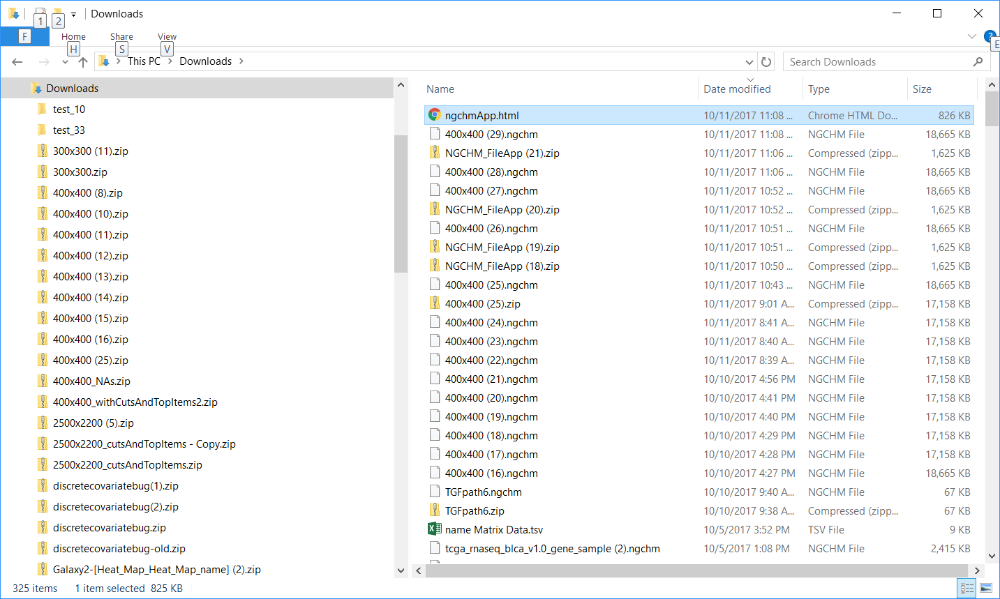 1 2 Downloads
F Home Share View ?
H S V E
This PC Downloads Search Downloads
Downloads
test_10
test_33
300x300 (11).zip
300x300.zip
400x400 (8).zip
400x400 (10).zip
400x400 (11).zip
400x400 (12).zip
400x400 (13).zip
400x400 (14).zip
400x400 (15).zip
400x400 (16).zip
400x400 (25).zip
400x400_NAs.zip
400x400_withCutsAndTopItems2.zip
2500x2200 (5).zip
2500x2200_cutsAndTopItems - Copy.zip
2500x2200_cutsAndTopItems.zip
discretecovariatebug(1).zip
discretecovariatebug(2).zip
discretecovariatebug.zip
discretecovariatebug-old.zip
Galaxy2-[Heat_Map_Heat_Map_name] (2).zip
Name Date modified Type Size
ngchmApp.html 10/11/2017 11:08 ... Chrome HTML Do... 826 KB
400x400 (29).ngchm 10/11/2017 11:08 ... NGCHM File 18,665 KB
NGCHM_FileApp (21).zip 10/11/2017 11:06 ... Compressed (zipp... 1,625 KB
400x400 (28).ngchm 10/11/2017 11:06 ... NGCHM File 18,665 KB
400x400 (27).ngchm 10/11/2017 10:52 ... NGCHM File 18,665 KB
NGCHM_FileApp (20).zip 10/11/2017 10:52 ... Compressed (zipp... 1,625 KB
400x400 (26).ngchm 10/11/2017 10:51 ... NGCHM File 18,665 KB
NGCHM_FileApp (19).zip 10/11/2017 10:51 ... Compressed (zipp... 1,625 KB
NGCHM_FileApp (18).zip 10/11/2017 10:50 ... Compressed (zipp... 1,625 KB
400x400 (25).ngchm 10/11/2017 10:43 ... NGCHM File 18,665 KB
400x400 (25).zip 10/11/2017 9:01 A... Compressed (zipp... 17,158 KB
400x400 (24).ngchm 10/11/2017 8:41 A... NGCHM File 17,158 KB
400x400 (23).ngchm 10/11/2017 8:40 A... NGCHM File 17,158 KB
400x400 (22).ngchm 10/11/2017 8:39 A... NGCHM File 17,158 KB
400x400 (21).ngchm 10/10/2017 4:56 PM NGCHM File 17,158 KB
400x400 (20).ngchm 10/10/2017 4:41 PM NGCHM File 17,158 KB
400x400 (19).ngchm 10/10/2017 4:40 PM NGCHM File 17,158 KB
400x400 (18).ngchm 10/10/2017 4:29 PM NGCHM File 17,158 KB
400x400 (17).ngchm 10/10/2017 4:28 PM NGCHM File 17,158 KB
400x400 (16).ngchm 10/10/2017 4:27 PM NGCHM File 18,665 KB
TGFpath6.ngchm 10/10/2017 9:40 A... NGCHM File 67 KB
TGFpath6.zip 10/10/2017 9:38 A... Compressed (zipp... 67 KB
name Matrix Data.tsv 10/5/2017 3:52 PM TSV File 9 KB
tcga_rnaseq_blca_v1.0_gene_sample (2).ngchm 10/5/2017 1:08 PM NGCHM File 2,415 KB
325 items 1 item selected 825 KB